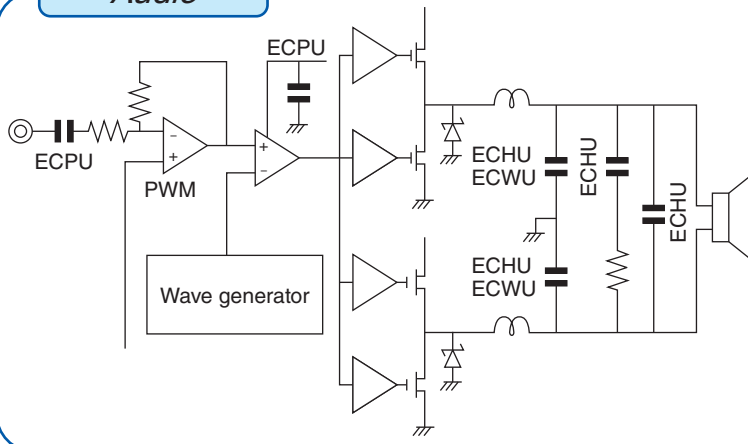 Audio
ECPU
ECPU
-
+
PWM
+
-
Wave generator
ECHU
ECWU
ECHU
ECHU
ECHU
ECWU